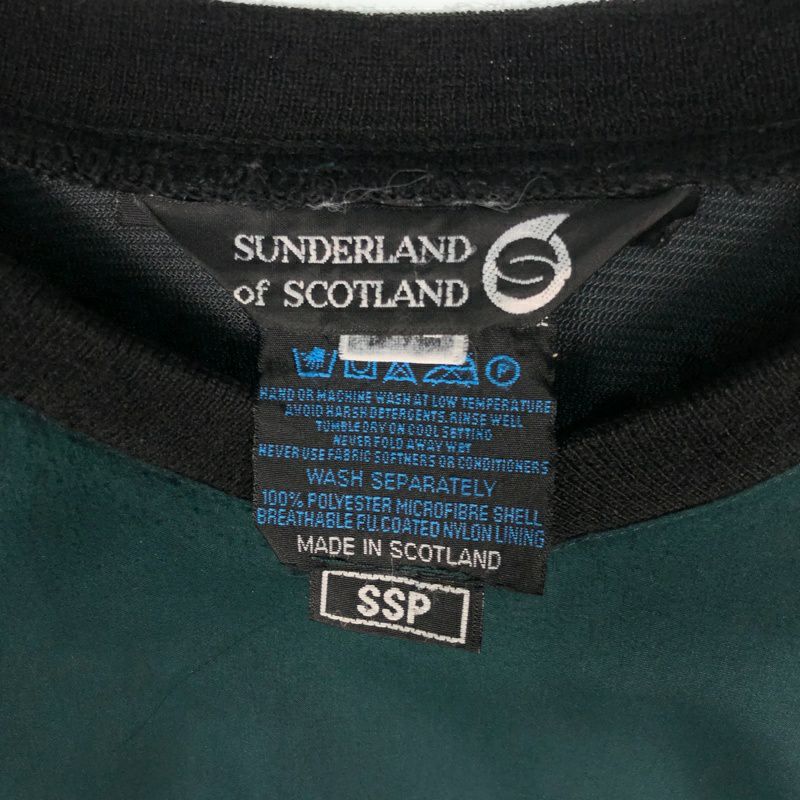 SUNDERLAND
of SCOTLAND
P
HAND OR MACHINE WASH AT LOW TEMPERATURE
AVOID HARSH DETERGENTS, RINSE WELL
TUMBLE DRY ON COOL SETTING
NEVER FOLD AWAY WET
NEVER USE FABRIC SOFTNERS OR CONDITIONERS
WASH SEPARATELY
100% POLYESTER MICROFIBRE SHELL
BREATHABLE P.U. COATED NYLON LINING
MADE IN SCOTLAND
SSP